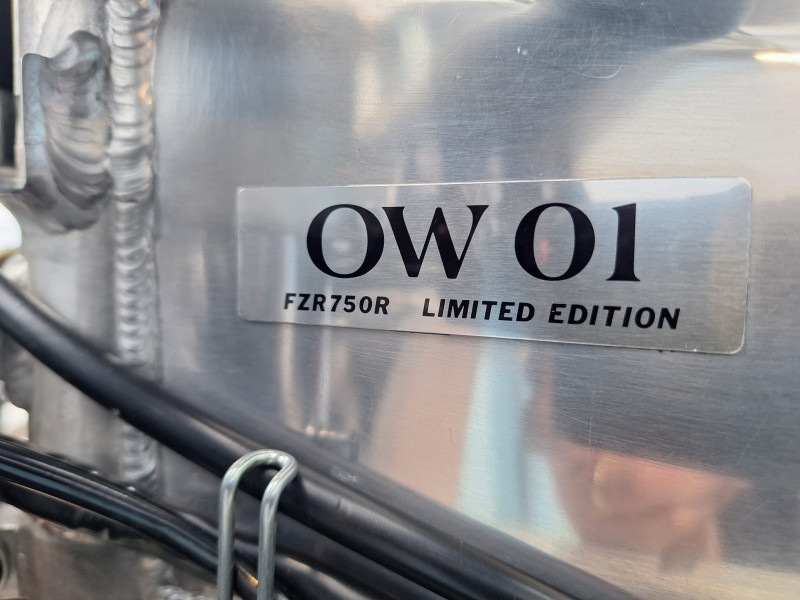 OW 01
FZR750R LIMITED EDITION